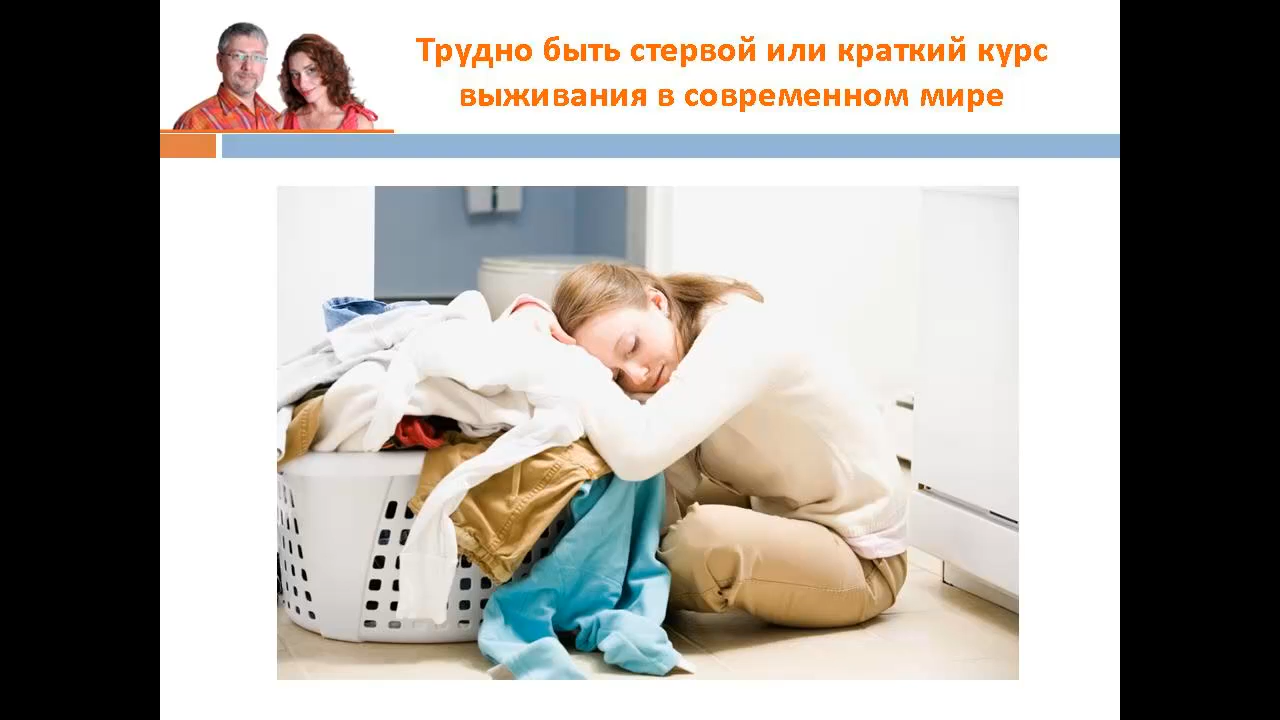 Трудно быть стервой или краткий курс
выживания в современном мире